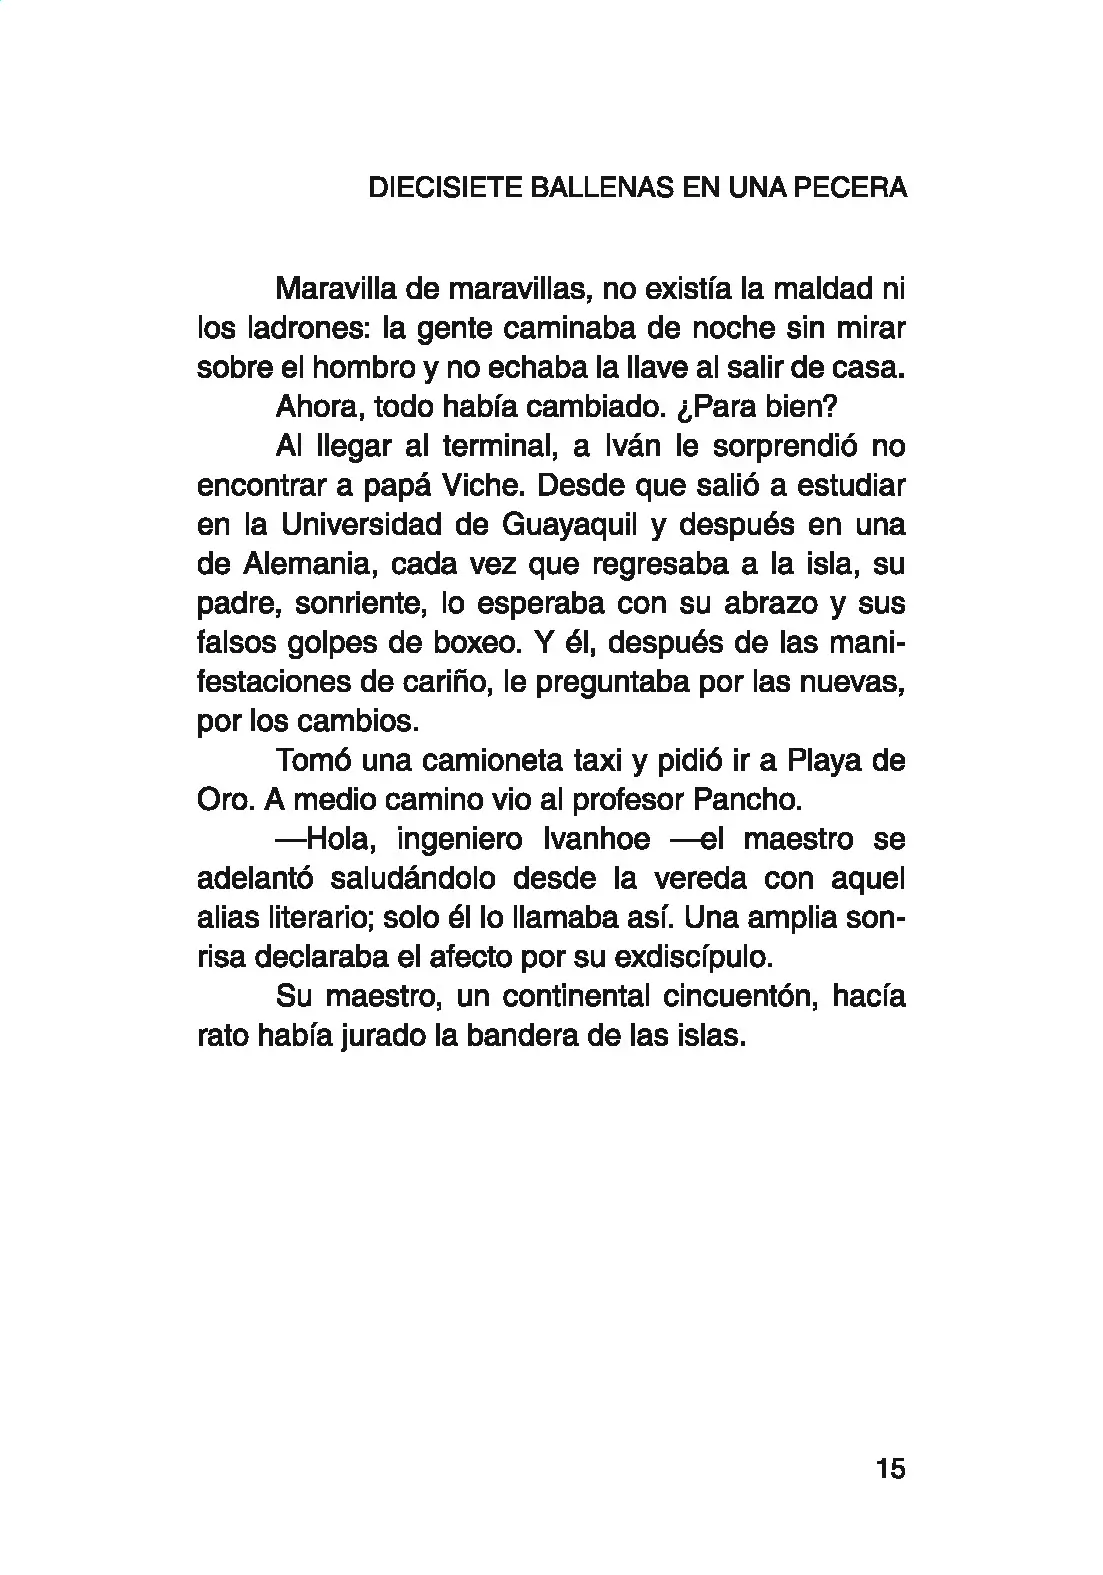 DIECISIETE BALLENAS EN UNA PECERA
Maravilla de maravillas, no existía la maldad ni
los ladrones: la gente caminaba de noche sin mirar
sobre el hombro y no echaba la llave al salir de casa.
Ahora, todo había cambiado. ¿Para bien?
Al llegar al terminal, a Iván le sorprendió no
encontrar a papá Viche. Desde que salió a estudiar
en la Universidad de Guayaquil y después en una
de Alemania, cada vez que regresaba a la isla, su
padre, sonriente, lo esperaba con su abrazo y sus
falsos golpes de boxeo. Y él, después de las mani-
festaciones de cariño, le preguntaba por las nuevas,
por los cambios.
Tomó una camioneta taxi y pidió ir a Playa de
Oro. A medio camino vio al profesor Pancho.
—Hola, ingeniero Ivanhoe —el maestro se
adelantó saludándolo desde la vereda con aquel
alias literario; solo él lo llamaba así. Una amplia son-
risa declaraba el afecto por su exdiscípulo.
Su maestro, un continental cincuentón, hacía
rato había jurado la bandera de las islas.
15